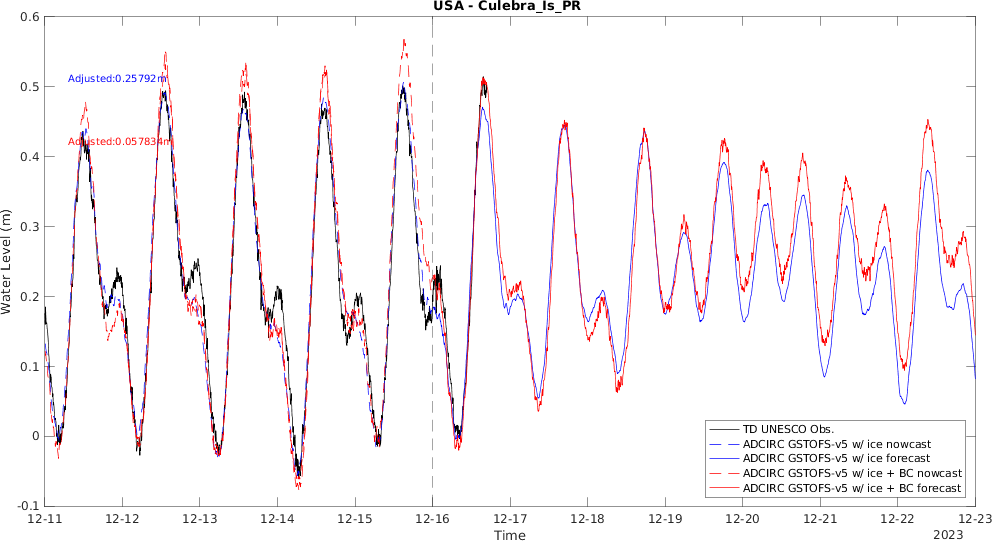 USA - Culebra_Is_PR
0.6
0.5
0.4
0.3
0.2
0.1
0
-0.1
Water Level (m)
Adjusted:0.25792m
Adjusted:0.057834m
TD UNESCO Obs.
ADCIRC GSTOFS-v5 w/ ice nowcast
ADCIRC GSTOFS-v5 w/ ice forecast
ADCIRC GSTOFS-v5 w/ ice + BC nowcast
ADCIRC GSTOFS-v5 w/ ice + BC forecast
12-11 12-12 12-13 12-14 12-15 12-16 12-17 12-18 12-19 12-20 12-21 12-22 12-23
Time
2023